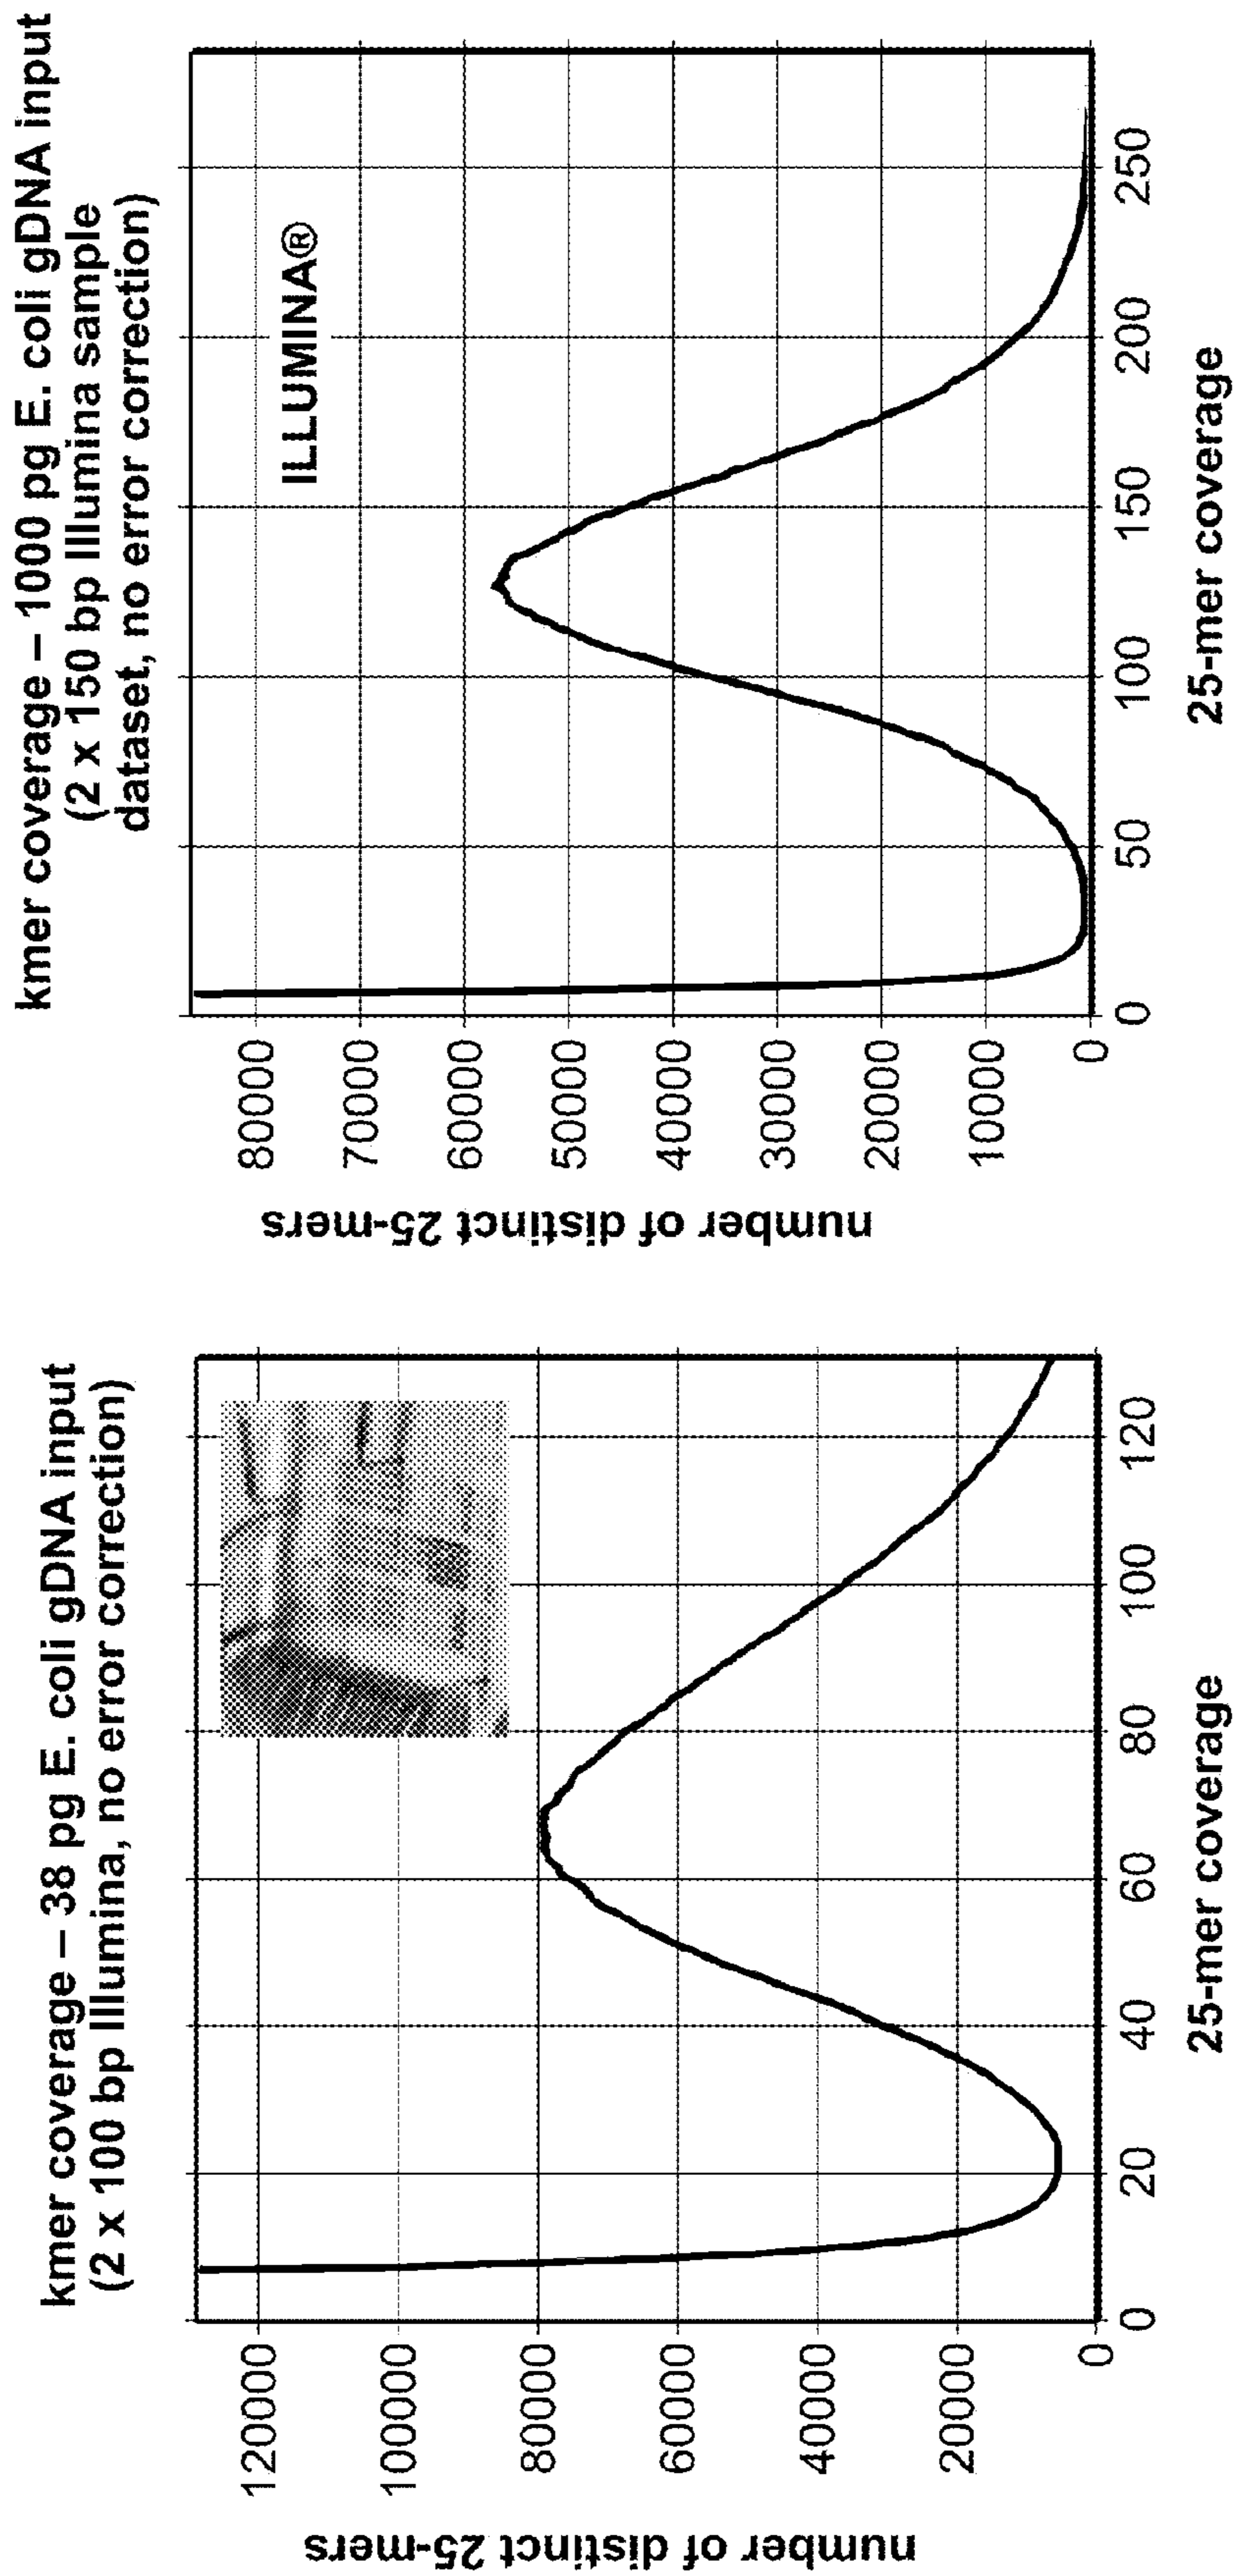 kmer coverage – 38 pg E. coli gDNA input
(2 x 100 bp Illumina, no error correction)
number of distinct 25-mers
120000
100000
80000
60000
40000
20000
0
0 20 40 60 80 100 120
25-mer coverage
kmer coverage – 1000 pg E. coli gDNA input
(2 x 150 bp Illumina sample
dataset, no error correction)
ILLUMINA®
number of distinct 25-mers
80000
70000
60000
50000
40000
30000
20000
10000
0
0 50 100 150 200 250
25-mer coverage